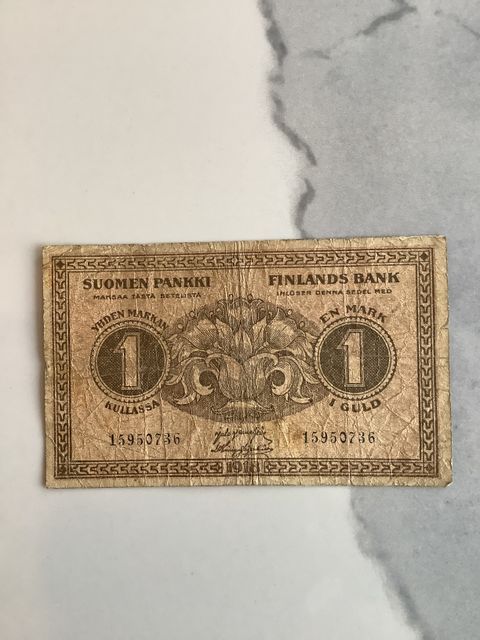 SUOMEN PANKKI
MAKSAA TÄSTÄ SETELISTÄ
FINLANDS BANK
INLÖSER DENNA SEDEL MED
YHDEN MARKAN
1
KULLASSA
EN MARK
1
I GULD
15950736
15950736